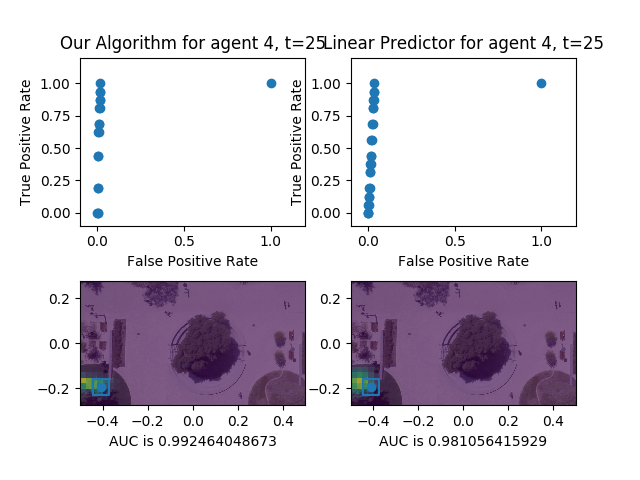 Our Algorithm for agent 4, t=25
Linear Predictor for agent 4, t=25
True Positive Rate
1.00
0.75
0.50
0.25
0.00
0.0 0.5 1.0
False Positive Rate
True Positive Rate
1.00
0.75
0.50
0.25
0.00
0.0 0.5 1.0
False Positive Rate
0.2
0.0
−0.2
−0.4 −0.2 0.0 0.2 0.4
AUC is 0.992464048673
0.2
0.0
−0.2
−0.4 −0.2 0.0 0.2 0.4
AUC is 0.981056415929